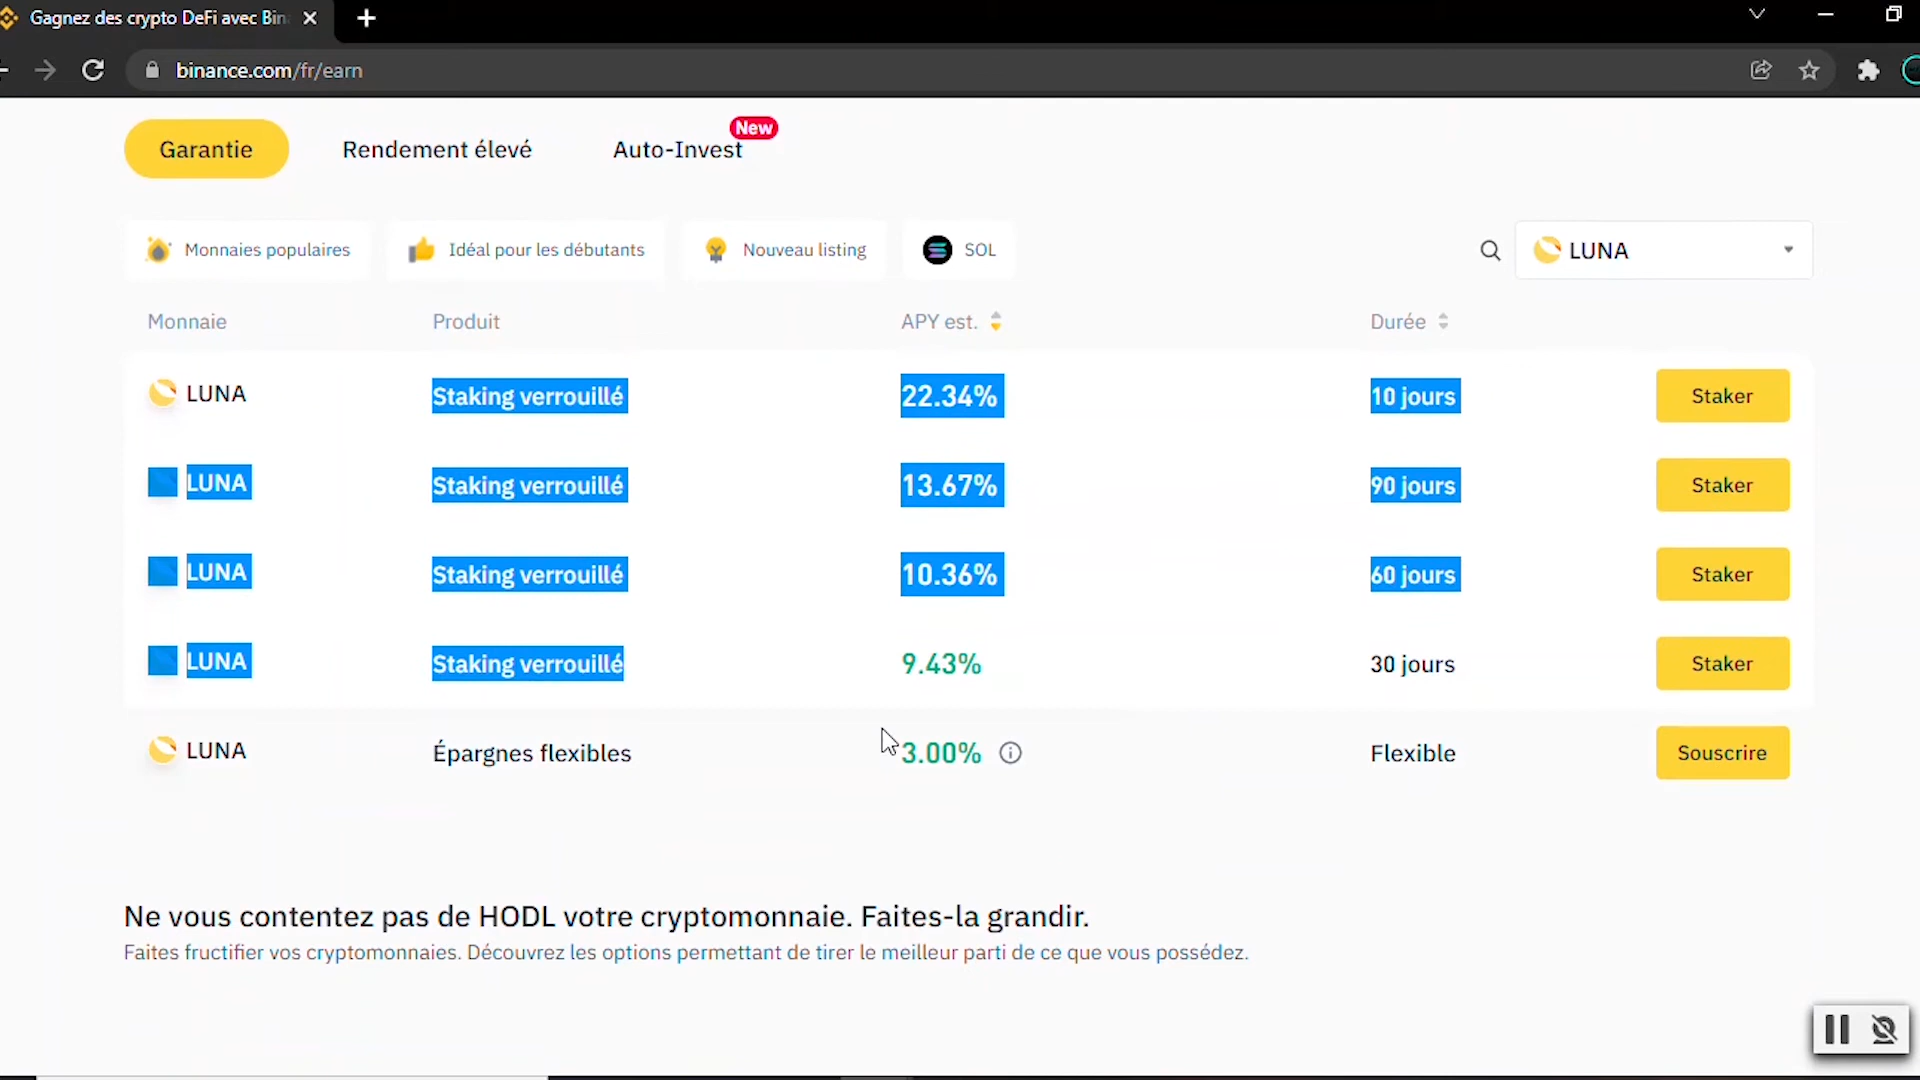 Gagnez des crypto DeFi avec Bin
binance.com/fr/earn
Garantie Rendement élevé Auto-Invest New
Monnaies populaires Idéal pour les débutants Nouveau listing SOL LUNA
Monnaie Produit APY est. Durée
LUNA Staking verrouillé 22.34% 10 jours Staker
LUNA Staking verrouillé 13.67% 90 jours Staker
LUNA Staking verrouillé 10.36% 60 jours Staker
LUNA Staking verrouillé 9.43% 30 jours Staker
LUNA Épargnes flexibles 3.00% Flexible Souscrire
Ne vous contentez pas de HODL votre cryptomonnaie. Faites-la grandir.
Faites fructifier vos cryptomonnaies. Découvrez les options permettant de tirer le meilleur parti de ce que vous possédez.